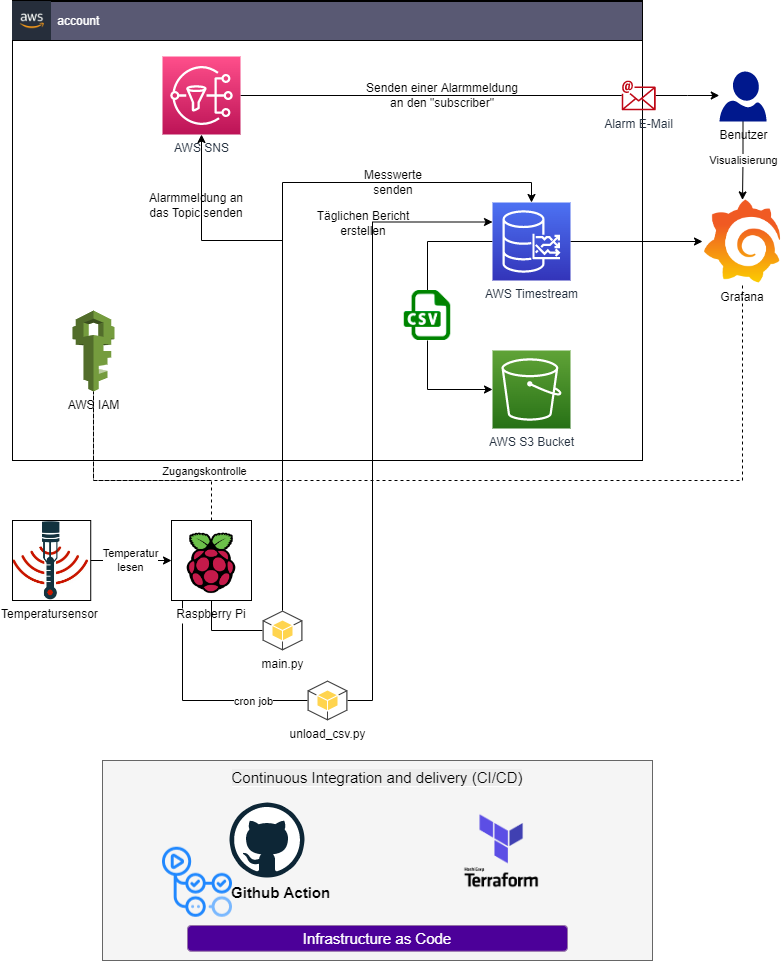 aws
account
Senden einer Alarmmeldung
an den "subscriber"
@
Alarm E-Mail
Benutzer
AWS SNS
Visualisierung
Messwerte
senden
Alarmmeldung an
das Topic senden
Täglichen Bericht
erstellen
AWS Timestream
Grafana
CSV
AWS IAM
AWS S3 Bucket
Zugangskontrolle
Temperatur
lesen
Temperatursensor
Raspberry Pi
main.py
cron job
unload_csv.py
Continuous Integration and delivery (CI/CD)
HashiCorp
Terraform
Github Action
Infrastructure as Code